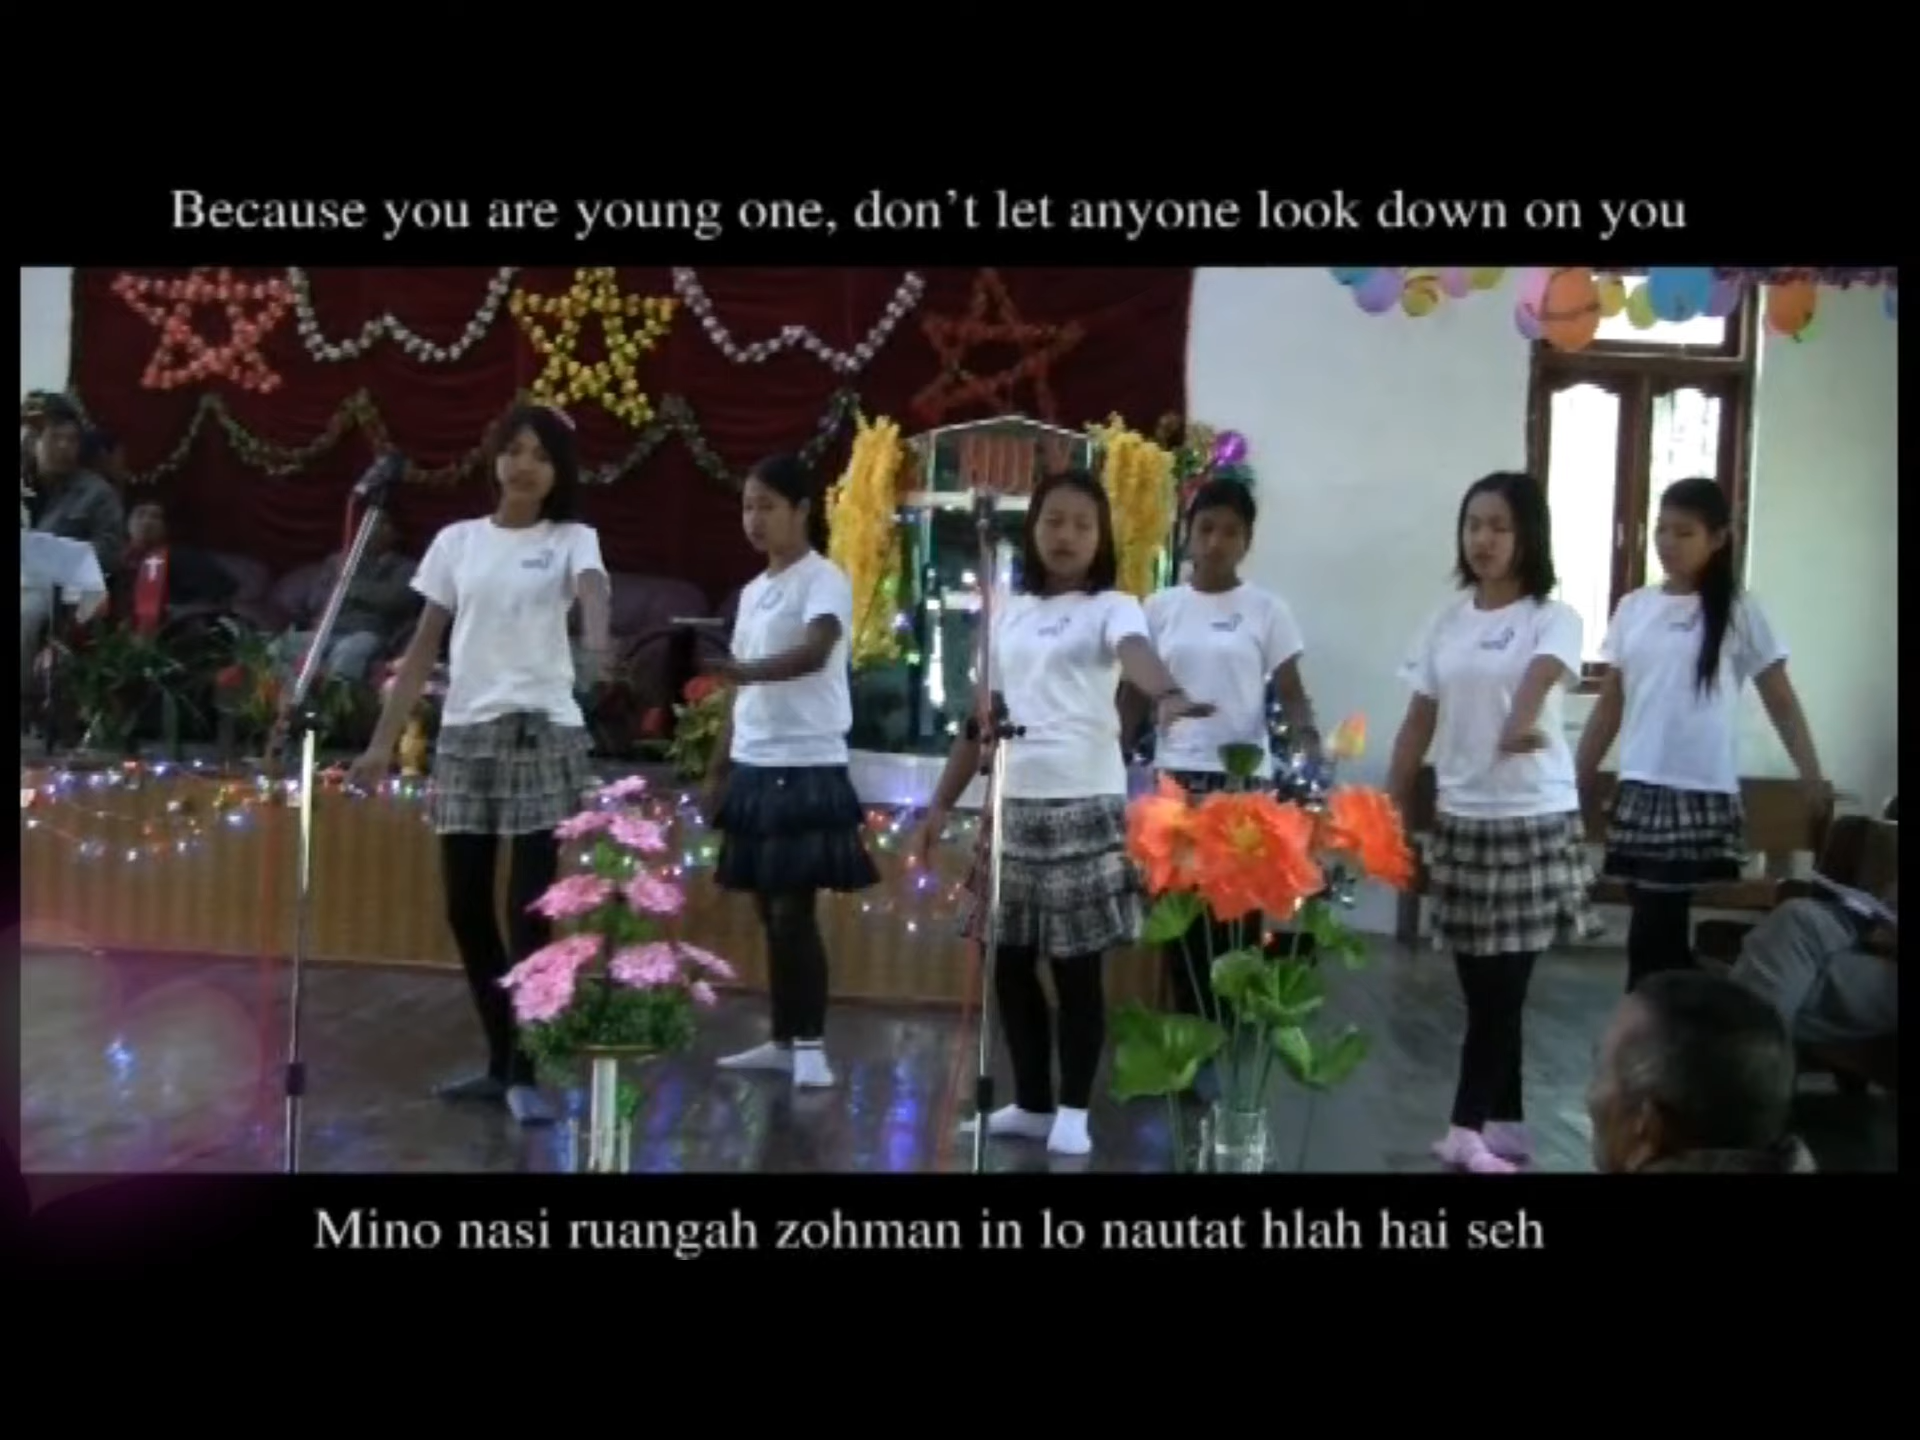 Because you are young one, don't let anyone look down on you
Mino nasi ruangah zohman in lo nautat hlah hai seh